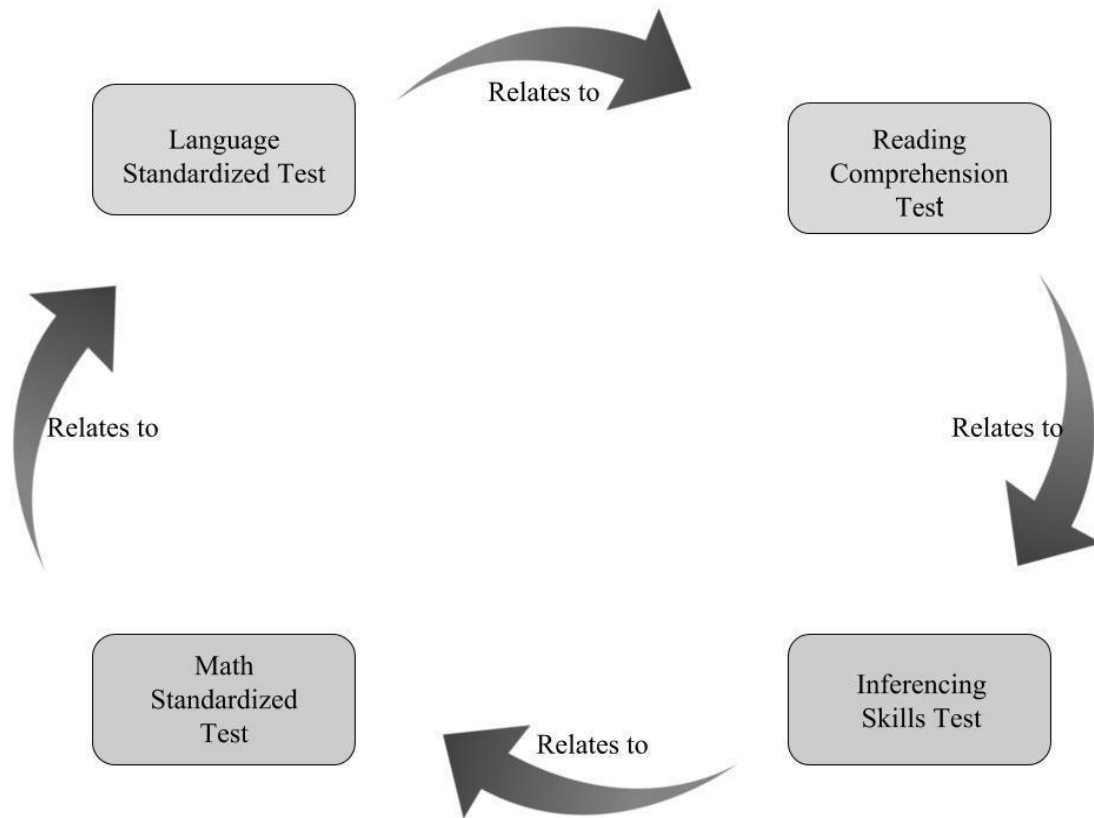 Relates to
Language
Standardized Test
Reading
Comprehension
Test
Relates to
Relates to
Math
Standardized
Test
Inferencing
Skills Test
Relates to